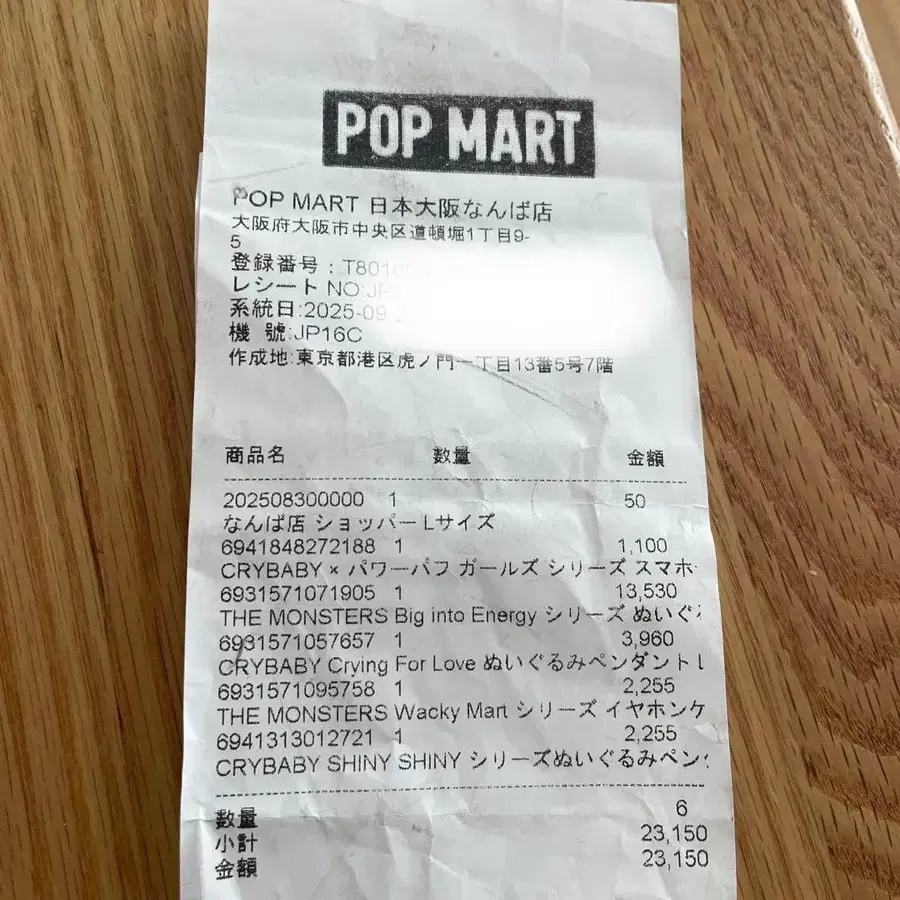 POP MART
POP MART 日本大阪なんば店
大阪府大阪市中央区道頓堀1丁目9-
5
登録番号：T8010
レシート NO:JP1
系統日:2025-09-
機 號:JP16C
作成地:東京都港区虎ノ門一丁目13番5号7階
商品名 数量 金額
202508300000 1 50
なんば店 ショッパー Lサイズ
6941848272188 1 1,100
CRYBABY × パワーパフ ガールズ シリーズ スマホ
6931571071905 1 13,530
THE MONSTERS Big into Energy シリーズ ぬいぐ
6931571057657 1 3,960
CRYBABY Crying For Love ぬいぐるみペンダント L
6931571095758 1 2,255
THE MONSTERS Wacky Mart シリーズ イヤホンケ
6941313012721 1 2,255
CRYBABY SHINY SHINY シリーズぬいぐるみペン
数量 6
小計 23,150
金額 23,150